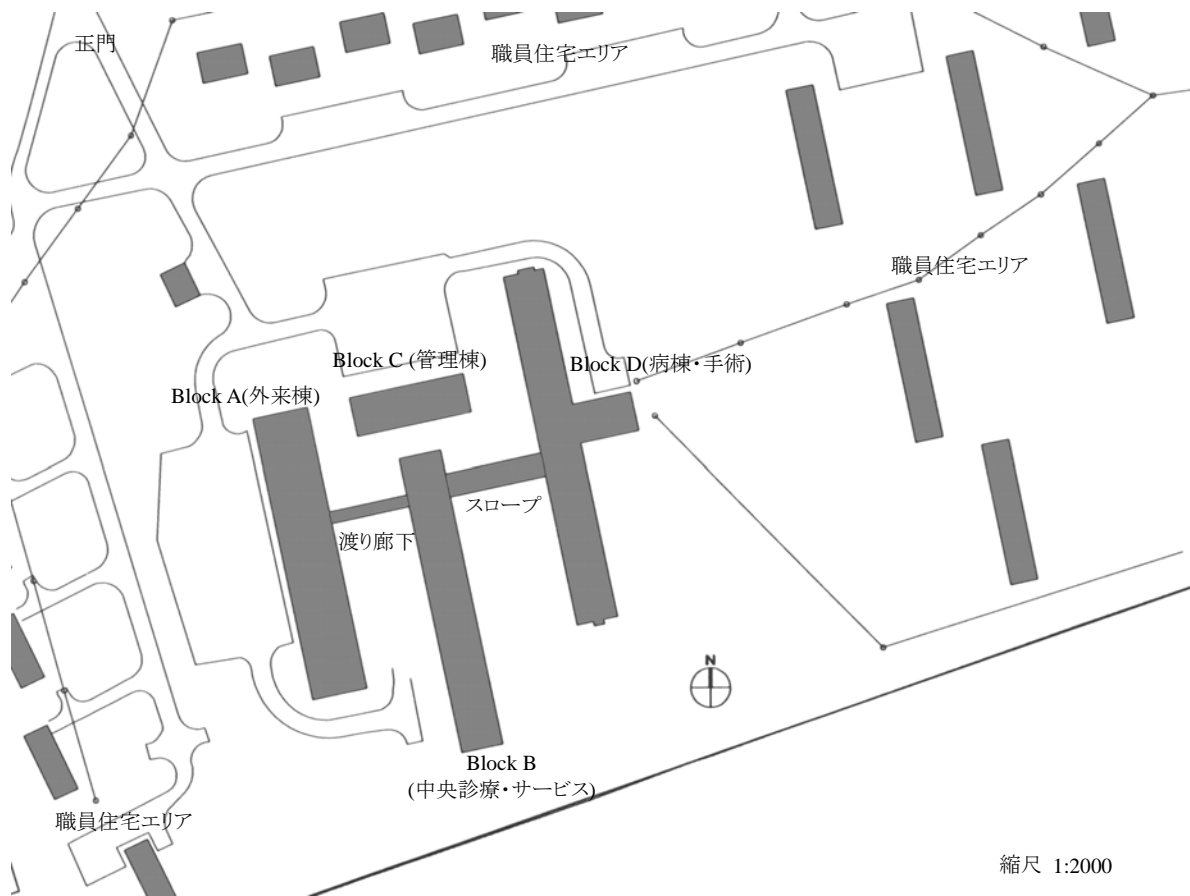 正門
職員住宅エリア
職員住宅エリア
Block C (管理棟)
Block D(病棟・手術)
Block A(外来棟)
スロープ
渡り廊下
N
Block B
(中央診療・サービス)
職員住宅エリア
縮尺 1:2000